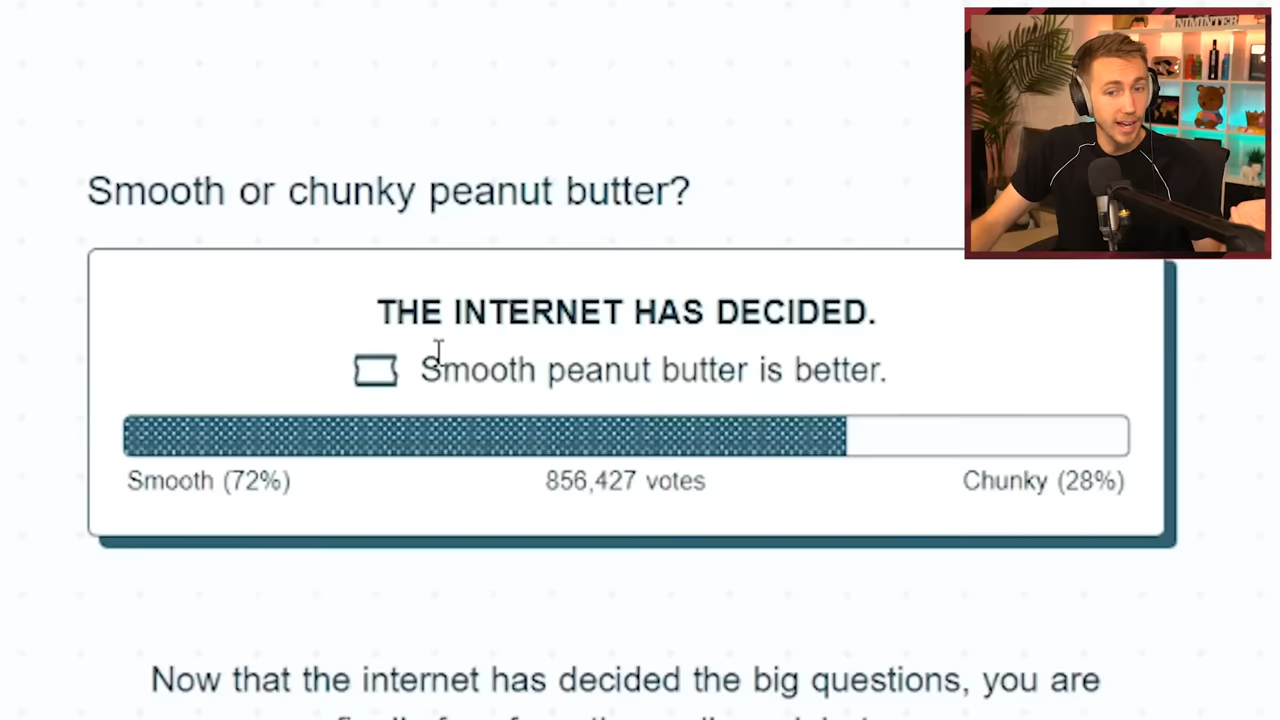 MINIMINTER
Smooth or chunky peanut butter?
THE INTERNET HAS DECIDED.
Smooth peanut butter is better.
Smooth (72%)
856,427 votes
Chunky (28%)
Now that the internet has decided the big questions, you are